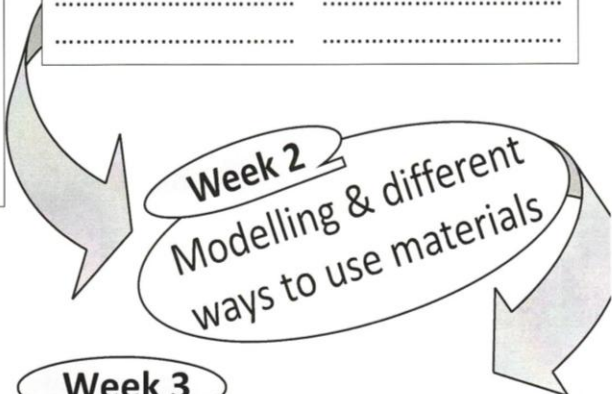 Week 2
Modelling & different
ways to use materials
Week 3